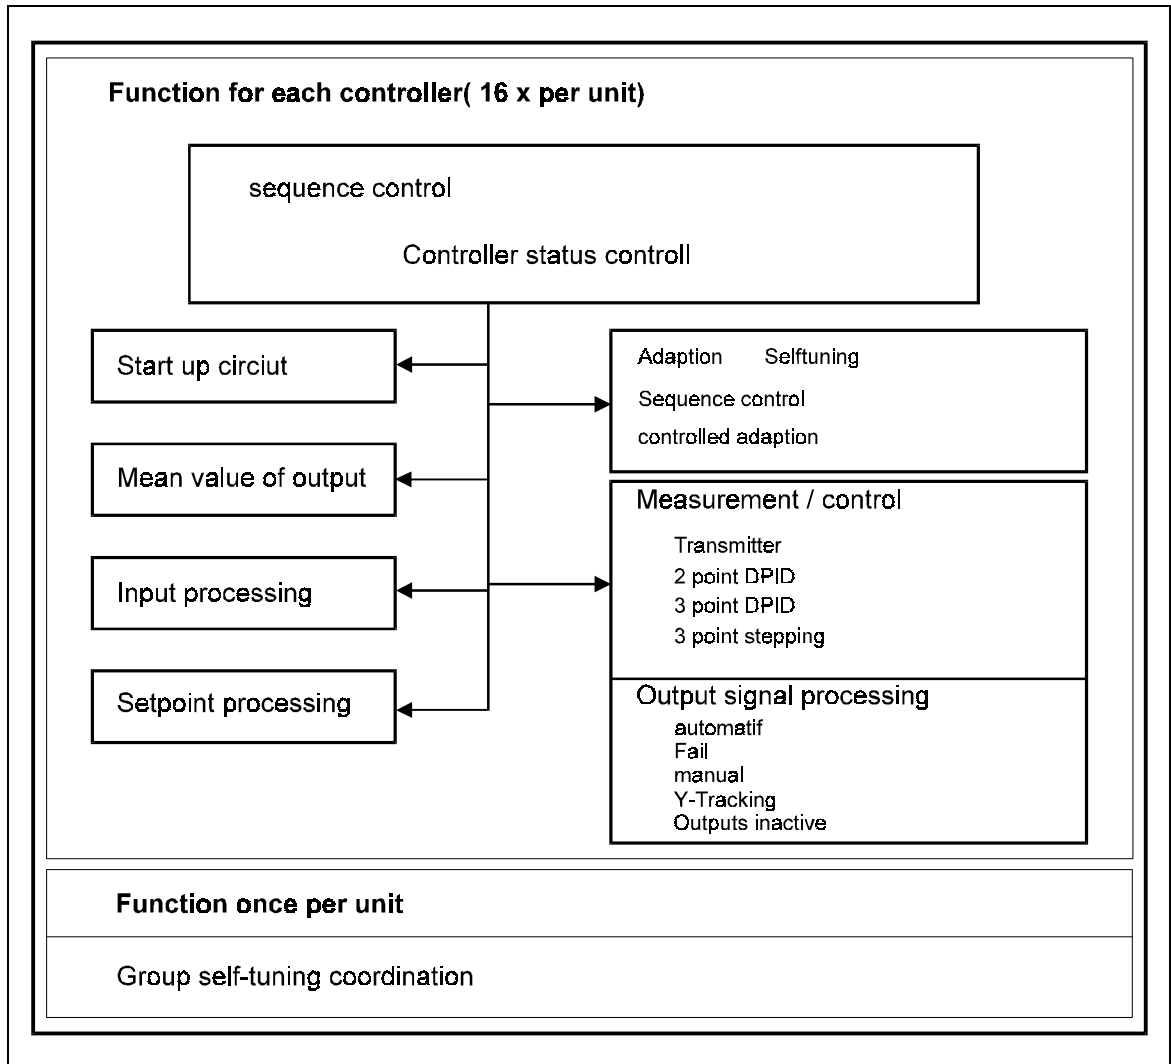 Function for each controller( 16 x per unit)
sequence control
Controller status controll
Start up circiut
Mean value of output
Input processing
Setpoint processing
Adaption Selftuning
Sequence control
controlled adaption
Measurement / control
Transmitter
2 point DPID
3 point DPID
3 point stepping
Output signal processing
automatif
Fail
manual
Y-Tracking
Outputs inactive
Function once per unit
Group self-tuning coordination